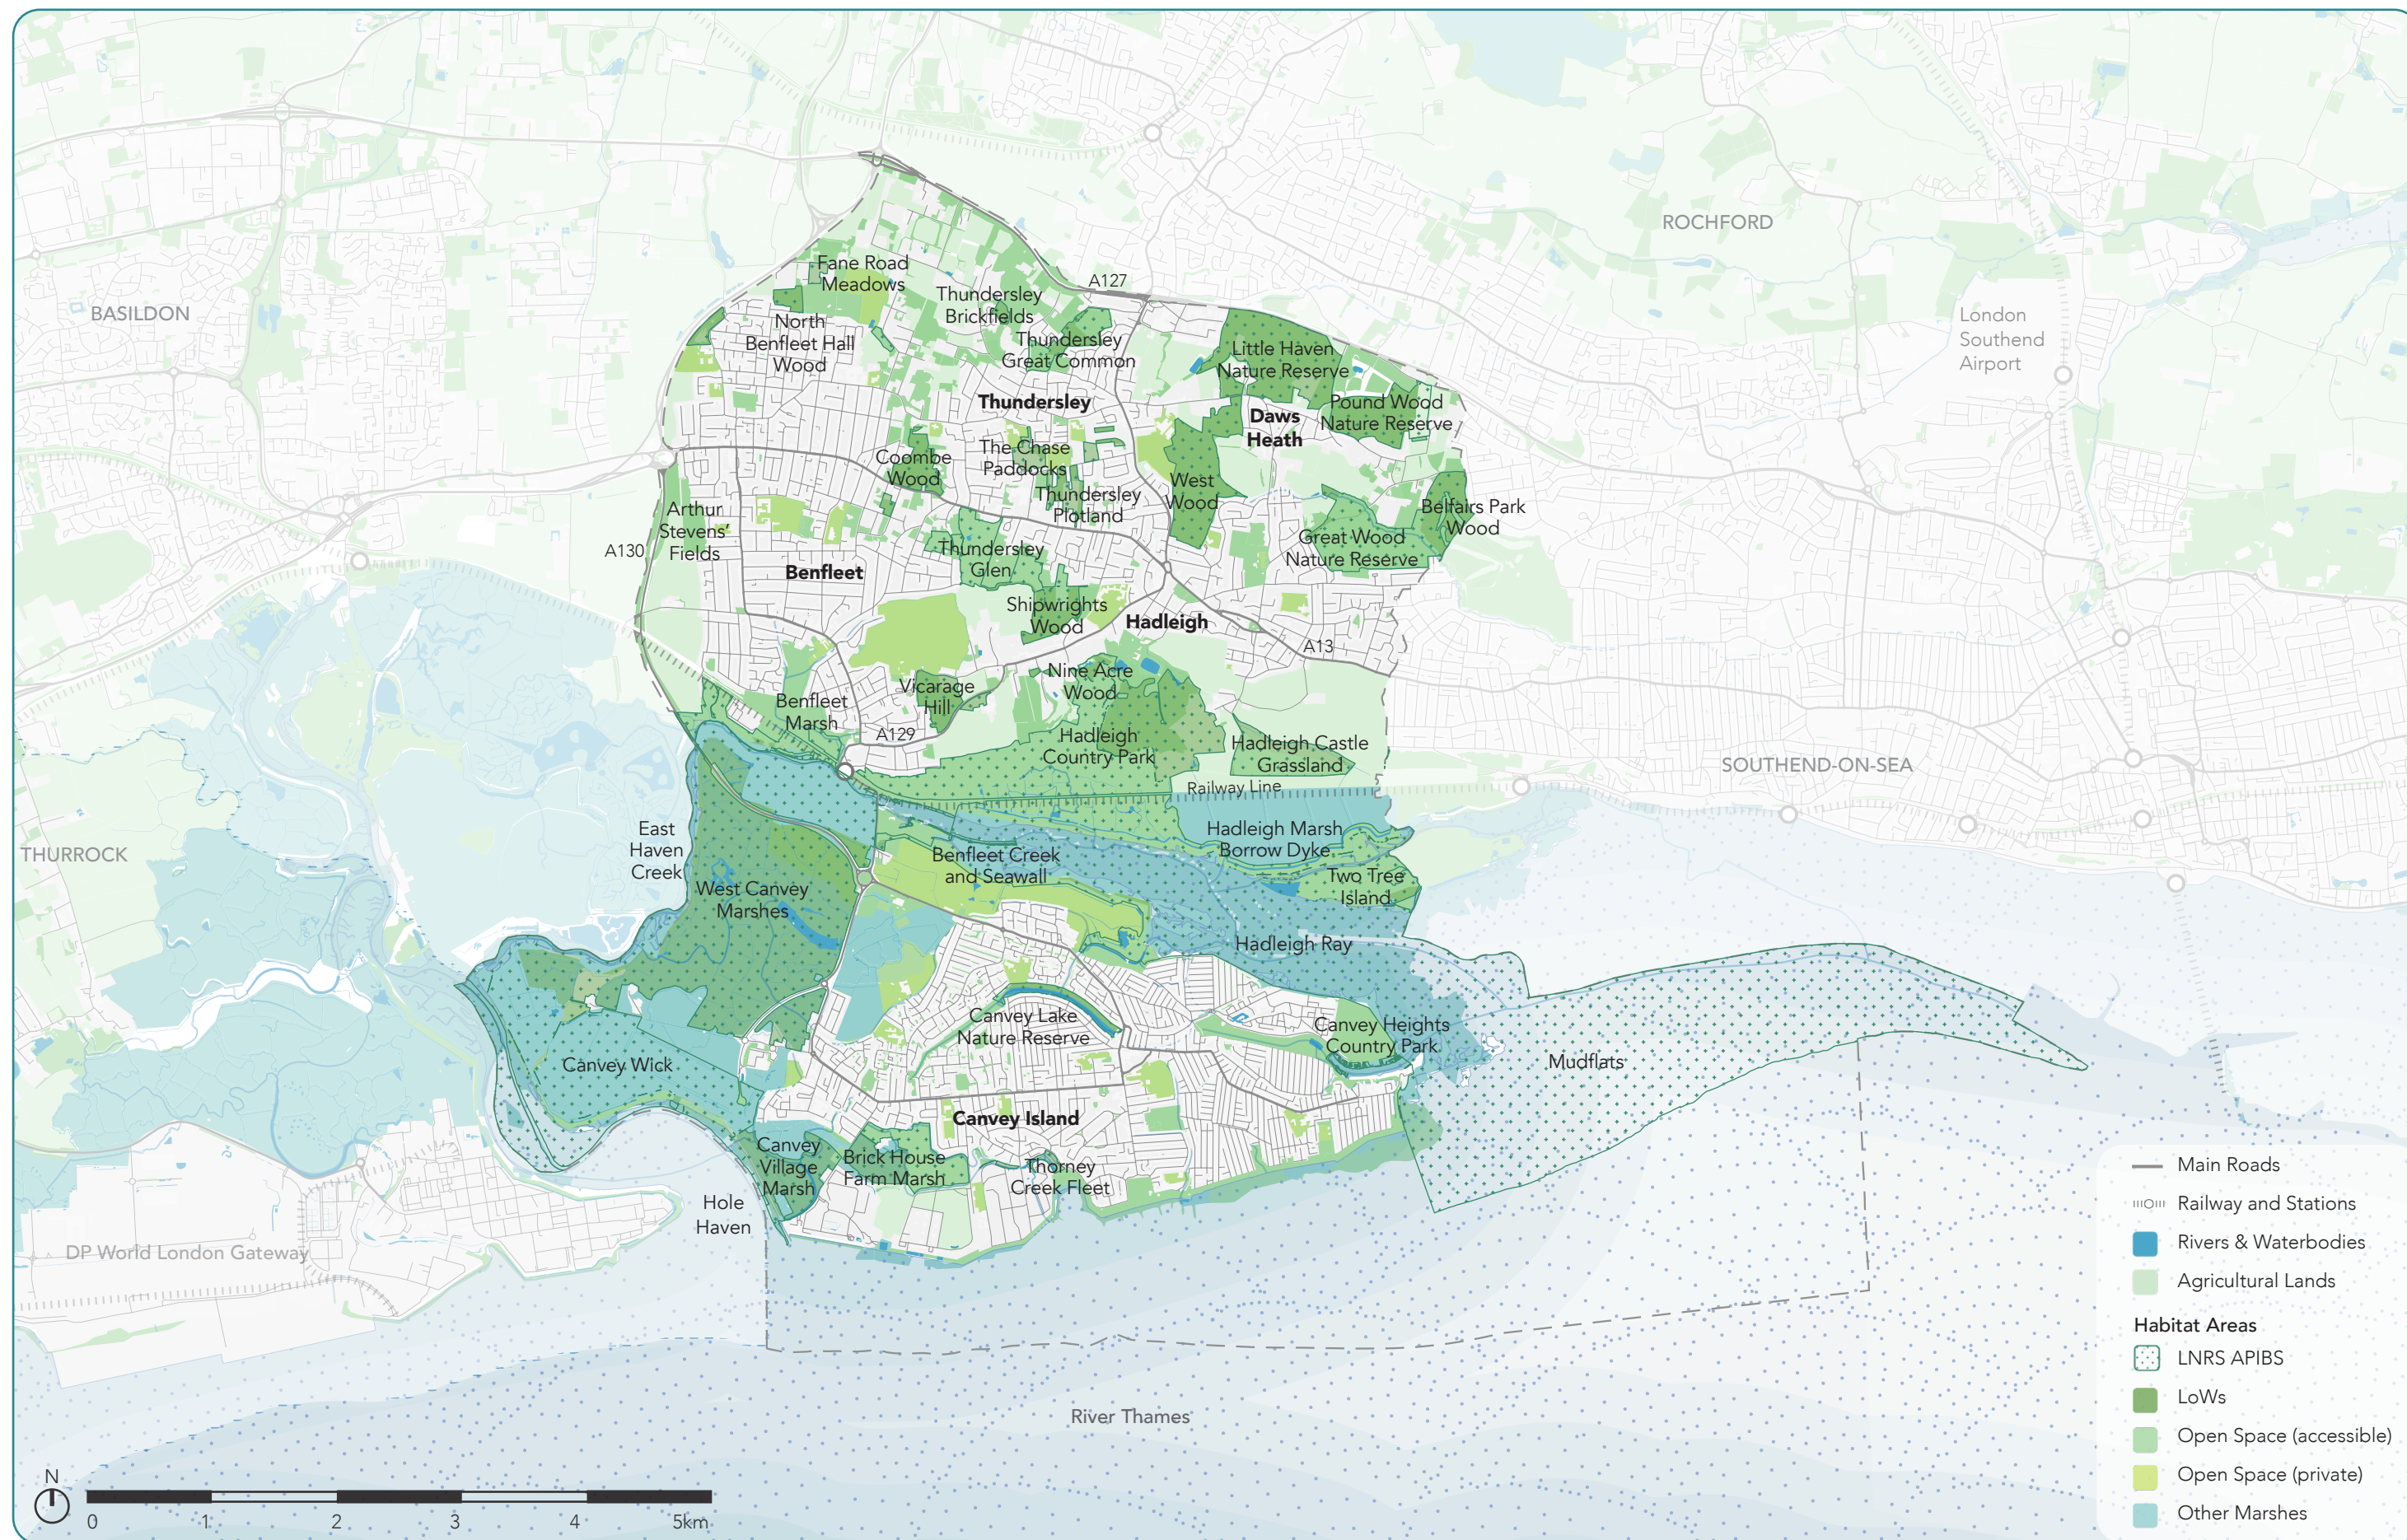 ROCHFORD
BASILDON
London
Southend
Airport
A127
Fane Road
Meadows
Thundersley
Brickfields
North
Benfleet Hall
Wood
Thundersley
Great Common
Little Haven
Nature Reserve
Thundersley
Daws
Heath
Pound Wood
Nature Reserve
Coombe
Wood
The Chase
Paddocks
West
Wood
Thundersley
Plotland
Arthur
Stevens'
Fields
Belfairs Park
Wood
A130
Great Wood
Nature Reserve
Thundersley
Glen
Benfleet
Shipwrights
Wood
Hadleigh
A13
Nine Acre
Wood
Vicarage
Hill
Benfleet
Marsh
A129
Hadleigh
Country Park
Hadleigh Castle
Grassland
Railway Line
SOUTHEND-ON-SEA
THURROCK
East
Haven
Creek
Hadleigh Marsh
Borrow Dyke
Benfleet Creek
and Seawall
Two Tree
Island
West Canvey
Marshes
Hadleigh Ray
Canvey Lake
Nature Reserve
Canvey Heights
Country Park
Canvey Wick
Mudflats
Canvey Island
Canvey
Village
Marsh
Brick House
Farm Marsh
Thorney
Creek Fleet
Hole
Haven
DP World London Gateway
River Thames
Main Roads
Railway and Stations
Rivers & Waterbodies
Agricultural Lands
Habitat Areas
LNRS APIBS
LoWs
Open Space (accessible)
Open Space (private)
Other Marshes
N
0 1 2 3 4 5km